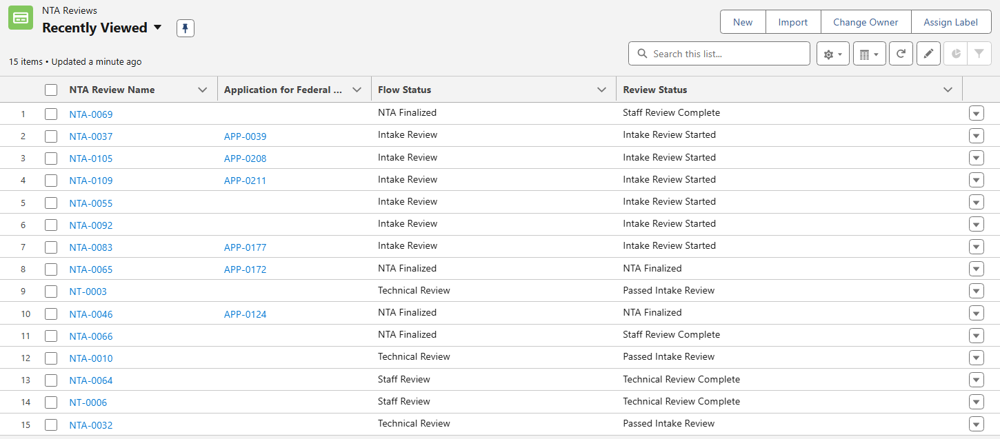 NTA Reviews
Recently Viewed
New Import Change Owner Assign Label
15 items • Updated a minute ago
Search this list...
NTA Review Name Application for Federal ... Flow Status Review Status
1 NTA-0069 NTA Finalized Staff Review Complete
2 NTA-0037 APP-0039 Intake Review Intake Review Started
3 NTA-0105 APP-0208 Intake Review Intake Review Started
4 NTA-0109 APP-0211 Intake Review Intake Review Started
5 NTA-0055 Intake Review Intake Review Started
6 NTA-0092 Intake Review Intake Review Started
7 NTA-0083 APP-0177 Intake Review Intake Review Started
8 NTA-0065 APP-0172 NTA Finalized NTA Finalized
9 NT-0003 Technical Review Passed Intake Review
10 NTA-0046 APP-0124 NTA Finalized NTA Finalized
11 NTA-0066 NTA Finalized Staff Review Complete
12 NTA-0010 Technical Review Passed Intake Review
13 NTA-0064 Staff Review Technical Review Complete
14 NT-0006 Staff Review Technical Review Complete
15 NTA-0032 Technical Review Passed Intake Review